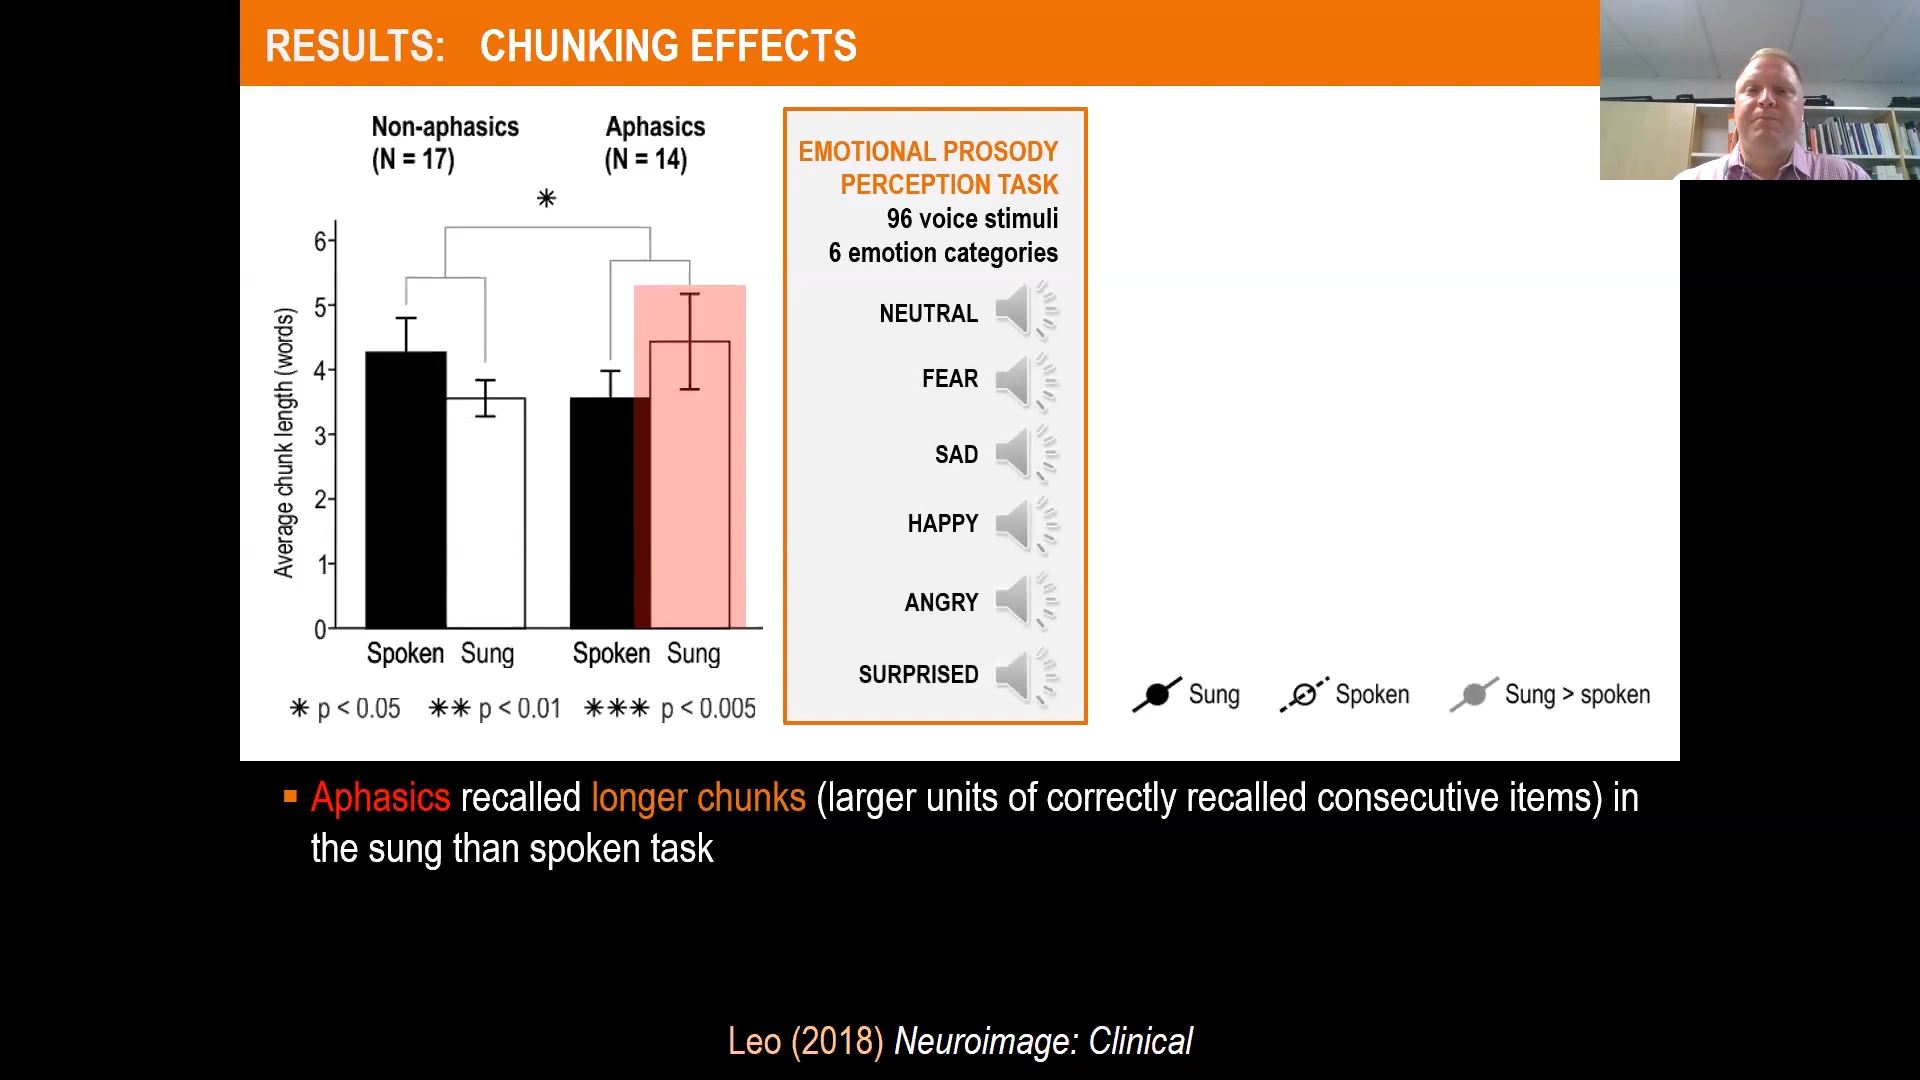 RESULTS: CHUNKING EFFECTS
Non-aphasics
(N = 17)
Aphasics
(N = 14)
*
6
5
4
3
2
1
0
Average chunk length (words)
Spoken Sung Spoken Sung
* p < 0.05 ** p < 0.01 *** p < 0.005
EMOTIONAL PROSODY
PERCEPTION TASK
96 voice stimuli
6 emotion categories
NEUTRAL
FEAR
SAD
HAPPY
ANGRY
SURPRISED
Sung Spoken Sung > spoken
▪ Aphasics recalled longer chunks (larger units of correctly recalled consecutive items) in
the sung than spoken task
Leo (2018) Neuroimage: Clinical